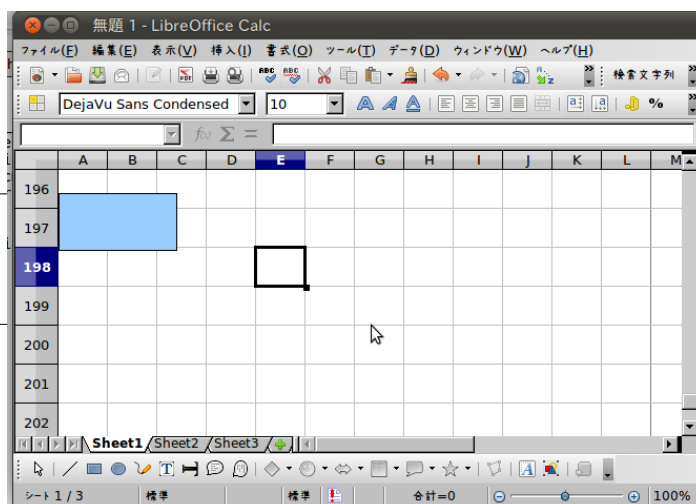 無題 1 - LibreOffice Calc
ファイル(F) 編集(E) 表示(V) 挿入(I) 書式(O) ツール(T) データ(D) ウィンドウ(W) ヘルプ(H)
ABC ABC 検索文字列
DejaVu Sans Condensed 10 %
A B C D E F G H I J K L M
196
197
198
199
200
201
202
Sheet1 Sheet2 Sheet3
シート 1 / 3 標準 標準 合計=0 100%